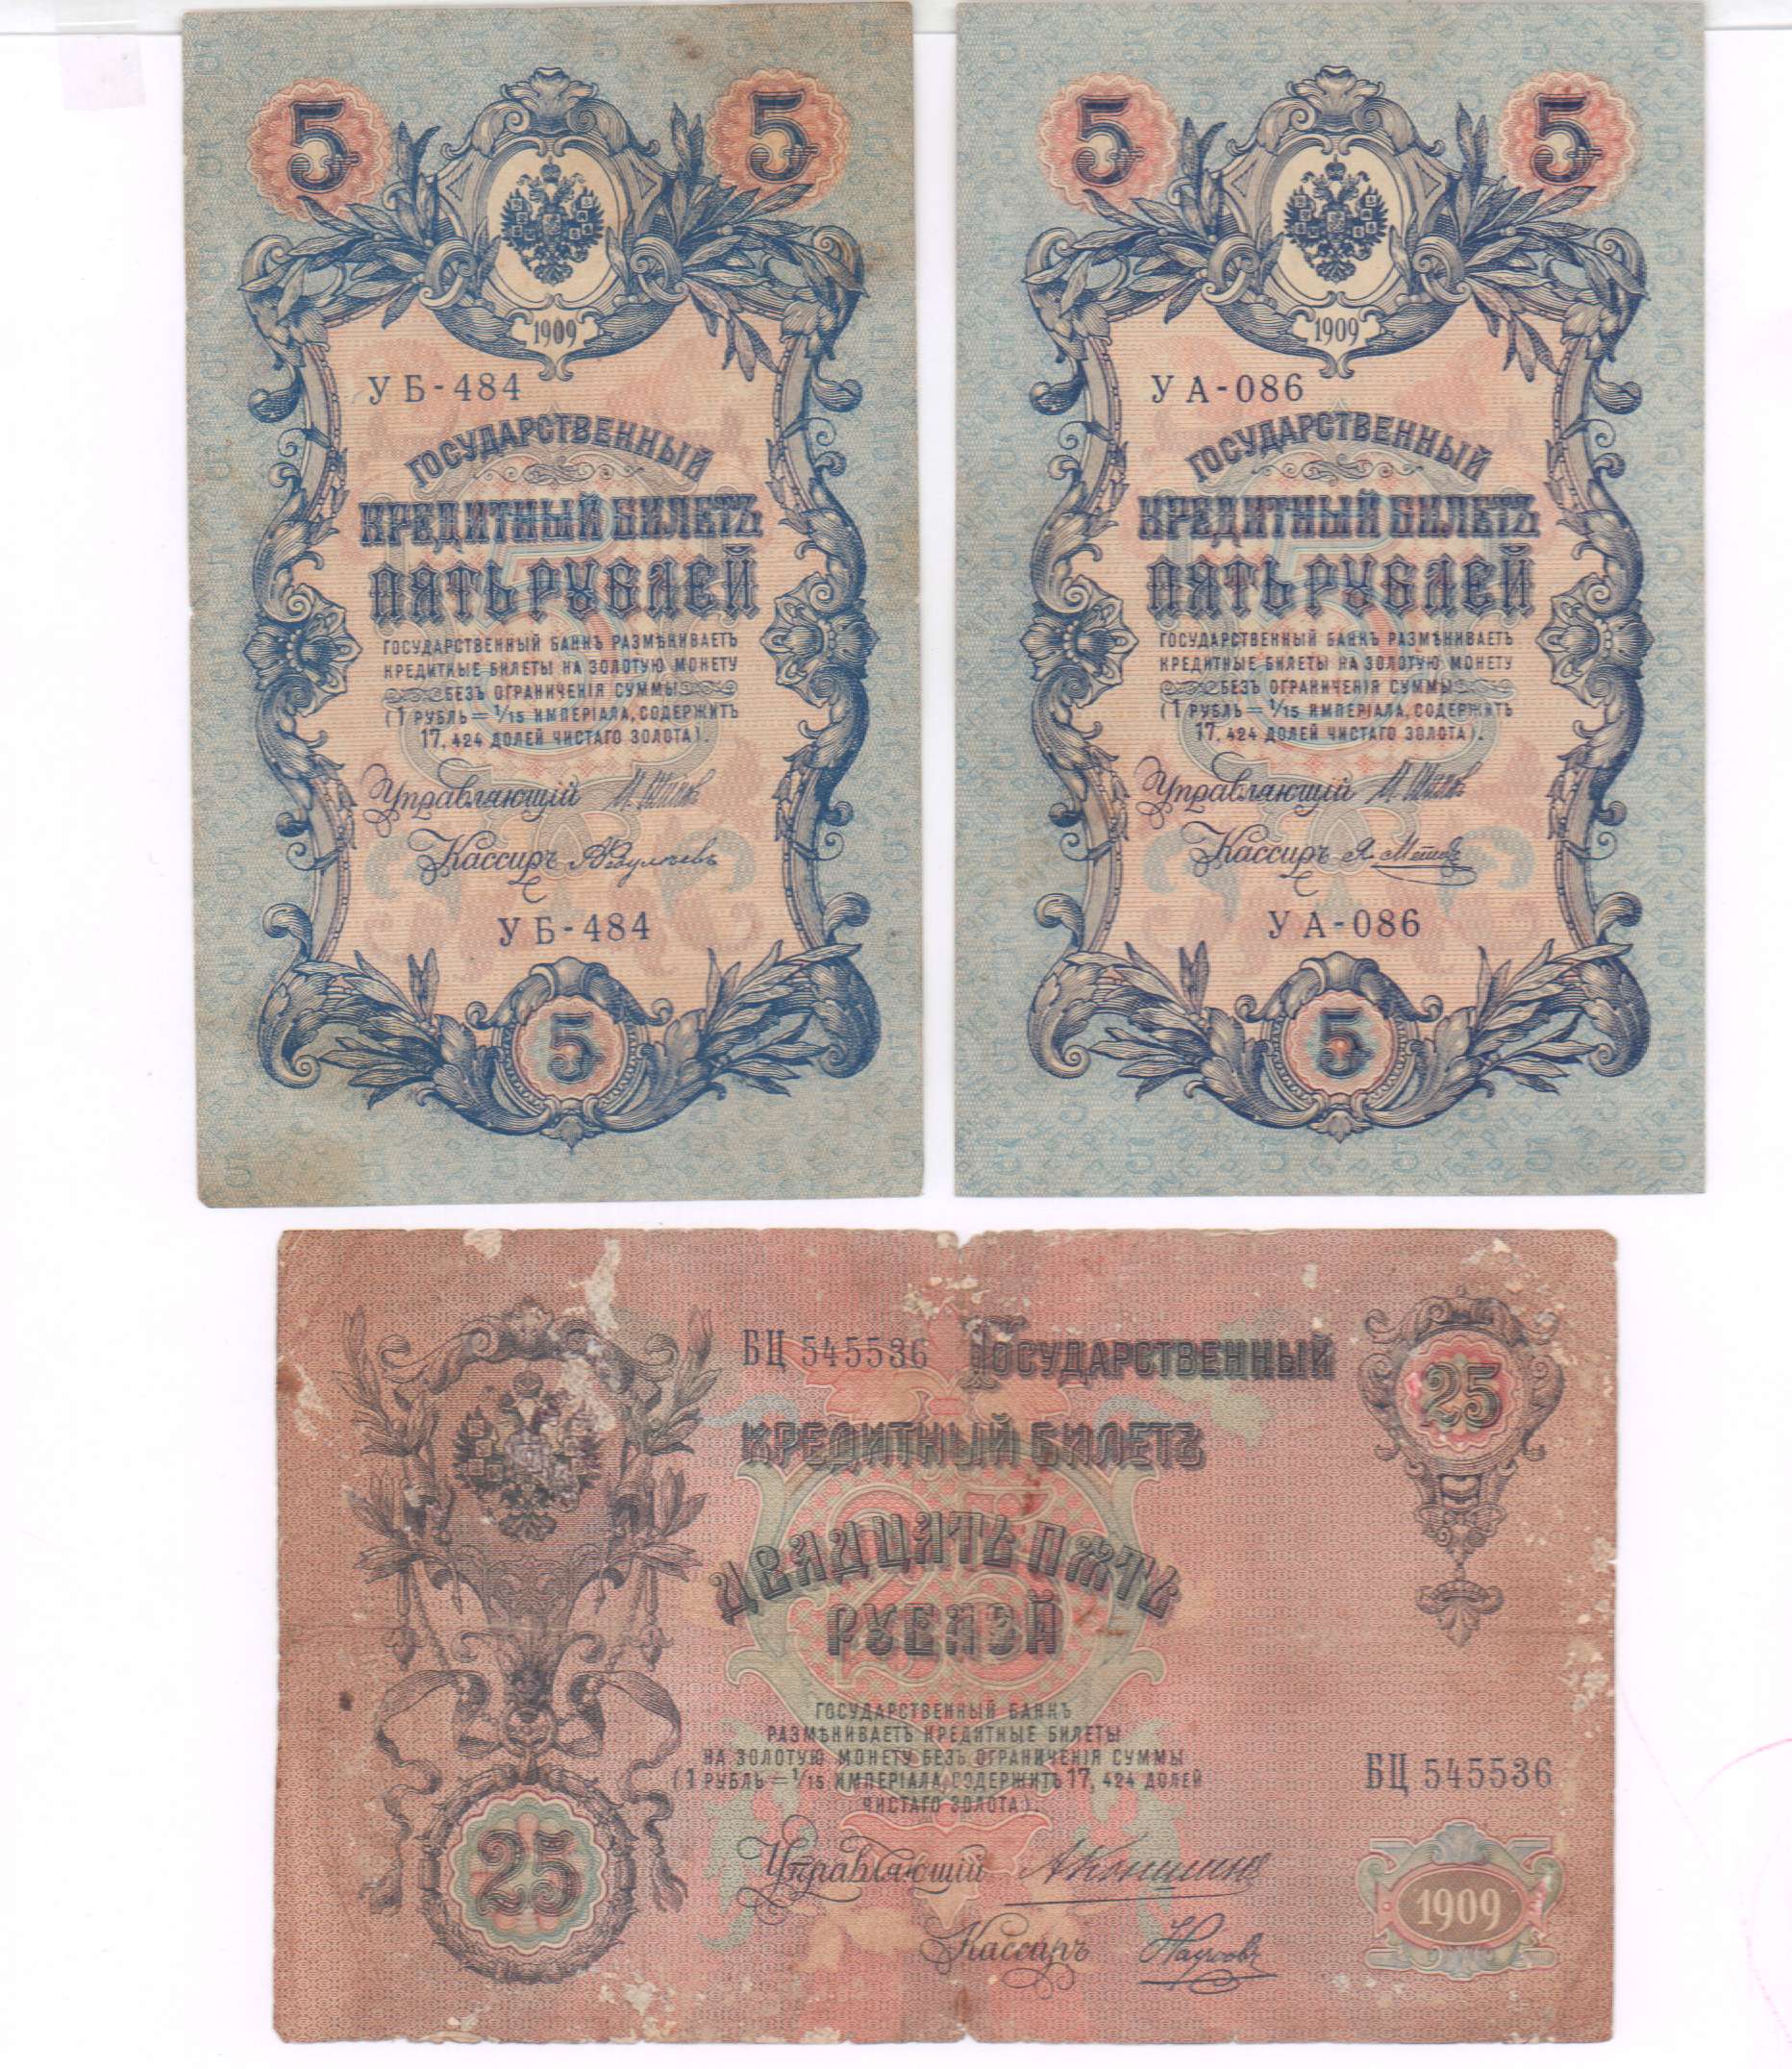 5 5
1909
УБ-484
ГОСУДАРСТВЕННЫЙ
КРЕДИТНЫЙ БИЛЕТЪ
ПЯТЬ РУБЛЕЙ
ГОСУДАРСТВЕННЫЙ БАНКЪ РАЗМѢНИВАЕТЪ
КРЕДИТНЫЕ БИЛЕТЫ НА ЗОЛОТУЮ МОНЕТУ
БЕЗЪ ОГРАНИЧЕНІЯ СУММЫ
(1 РУБЛЬ = 1/15 ИМПЕРІАЛА, СОДЕРЖИТЪ
17,424 ДОЛЕЙ ЧИСТАГО ЗОЛОТА).
Управляющій
Кассиръ
УБ-484
5
5 5
1909
УА-086
ГОСУДАРСТВЕННЫЙ
КРЕДИТНЫЙ БИЛЕТЪ
ПЯТЬ РУБЛЕЙ
ГОСУДАРСТВЕННЫЙ БАНКЪ РАЗМѢНИВАЕТЪ
КРЕДИТНЫЕ БИЛЕТЫ НА ЗОЛОТУЮ МОНЕТУ
БЕЗЪ ОГРАНИЧЕНІЯ СУММЫ
(1 РУБЛЬ = 1/15 ИМПЕРІАЛА, СОДЕРЖИТЪ
17,424 ДОЛЕЙ ЧИСТАГО ЗОЛОТА).
Управляющій
Кассиръ
УА-086
5
БЦ 545536 ГОСУДАРСТВЕННЫЙ
25
КРЕДИТНЫЙ БИЛЕТЪ
ДВАДЦАТЬ ПЯТЬ
РУБЛЕЙ
ГОСУДАРСТВЕННЫЙ БАНКЪ
РАЗМѢНИВАЕТЪ КРЕДИТНЫЕ БИЛЕТЫ
НА ЗОЛОТУЮ МОНЕТУ БЕЗЪ ОГРАНИЧЕНІЯ СУММЫ
(1 РУБЛЬ = 1/15 ИМПЕРІАЛА, СОДЕРЖИТЪ 17,424 ДОЛЕЙ
ЧИСТАГО ЗОЛОТА).
БЦ 545536
25
Управляющій
Кассиръ
1909